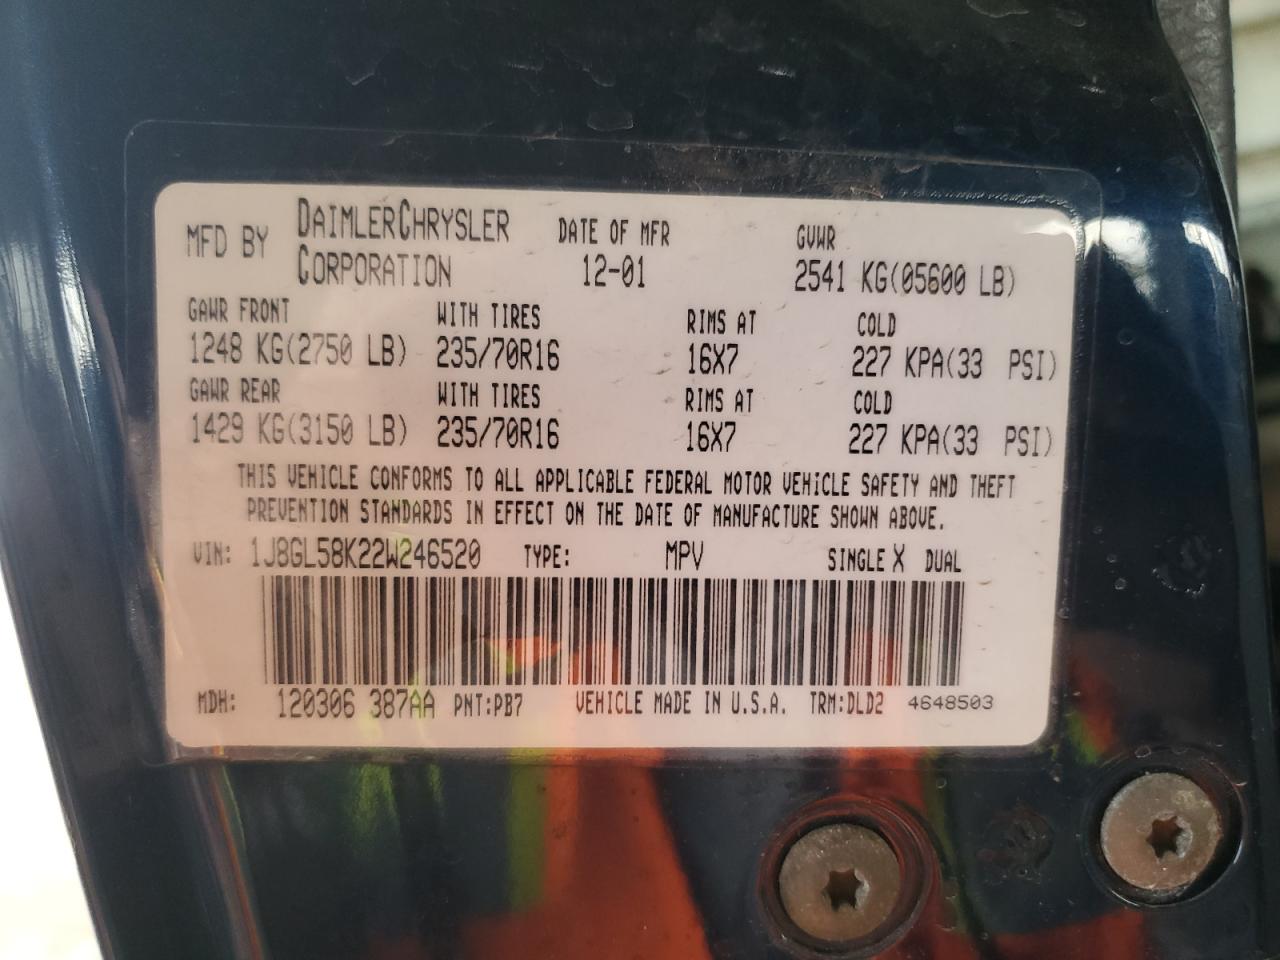 MFD BY DAIMLERCHRYSLER CORPORATION DATE OF MFR 12-01 GVWR 2541 KG(05600 LB)
GAWR FRONT WITH TIRES RIMS AT COLD
1248 KG(2750 LB) 235/70R16 16X7 227 KPA(33 PSI)
GAWR REAR WITH TIRES RIMS AT COLD
1429 KG(3150 LB) 235/70R16 16X7 227 KPA(33 PSI)
THIS VEHICLE CONFORMS TO ALL APPLICABLE FEDERAL MOTOR VEHICLE SAFETY AND THEFT
PREVENTION STANDARDS IN EFFECT ON THE DATE OF MANUFACTURE SHOWN ABOVE.
VIN: 1J8GL58K22W246520 TYPE: MPV SINGLE X DUAL
MDH: 120306 387AA PNT:PB7 VEHICLE MADE IN U.S.A. TRM:DLD2 4648503